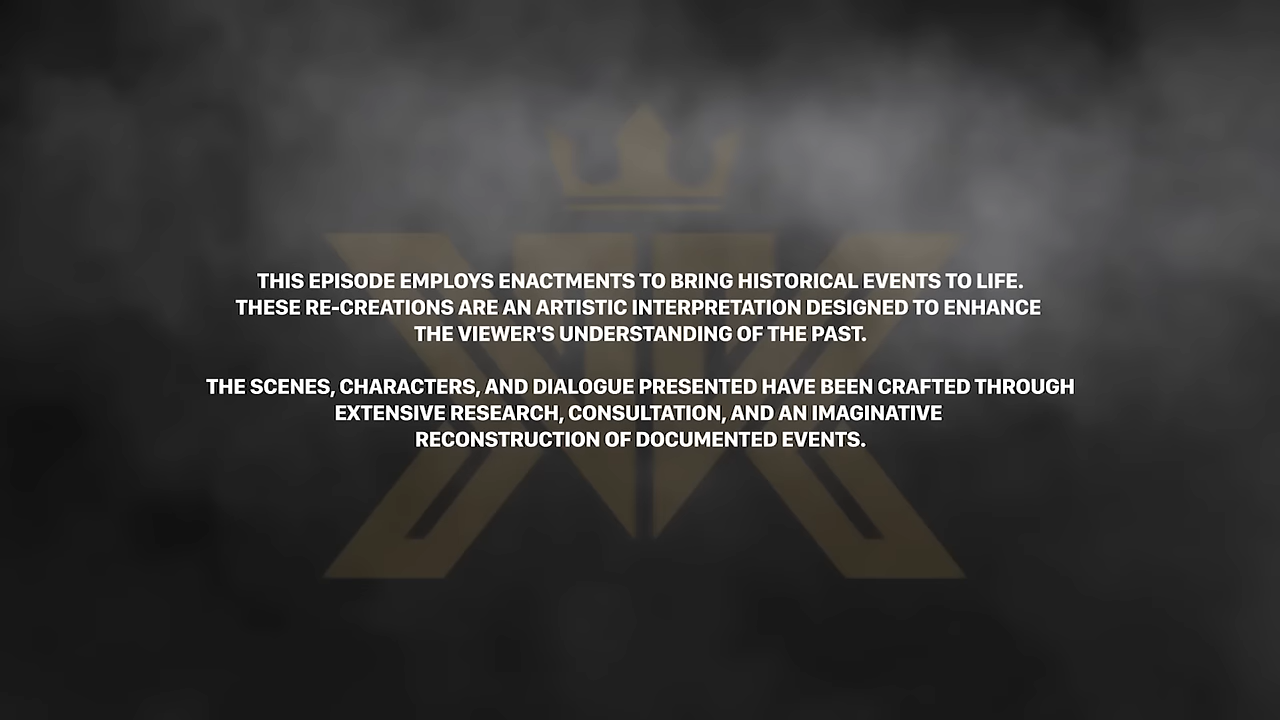 THIS EPISODE EMPLOYS ENACTMENTS TO BRING HISTORICAL EVENTS TO LIFE.
THESE RE-CREATIONS ARE AN ARTISTIC INTERPRETATION DESIGNED TO ENHANCE
THE VIEWER'S UNDERSTANDING OF THE PAST.
THE SCENES, CHARACTERS, AND DIALOGUE PRESENTED HAVE BEEN CRAFTED THROUGH
EXTENSIVE RESEARCH, CONSULTATION, AND AN IMAGINATIVE
RECONSTRUCTION OF DOCUMENTED EVENTS.